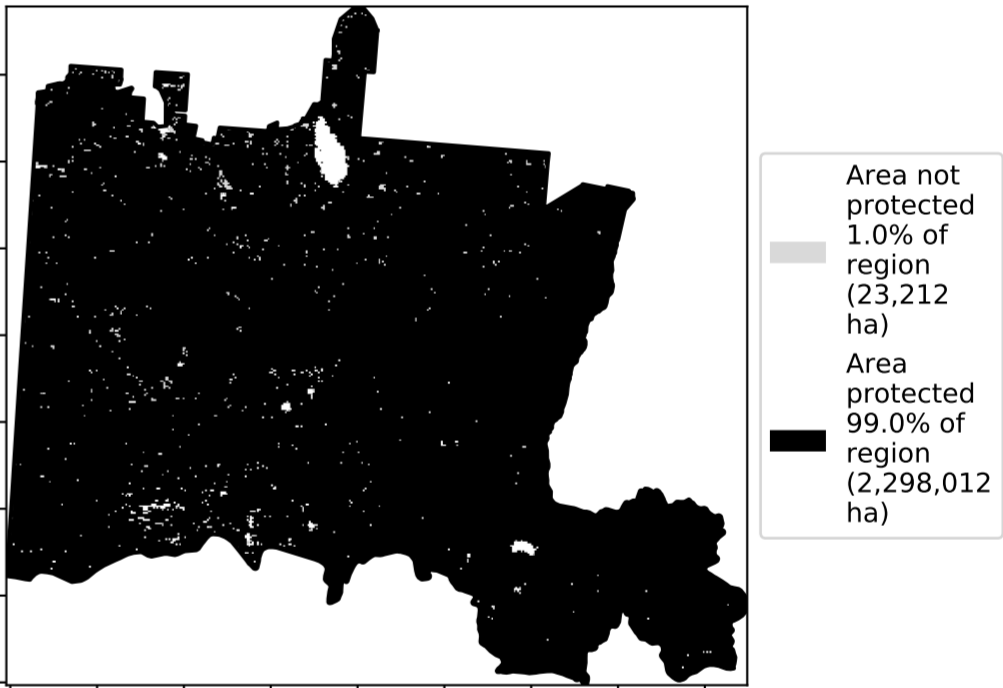 Area not
protected
1.0% of
region
(23,212
ha)
Area
protected
99.0% of
region
(2,298,012
ha)